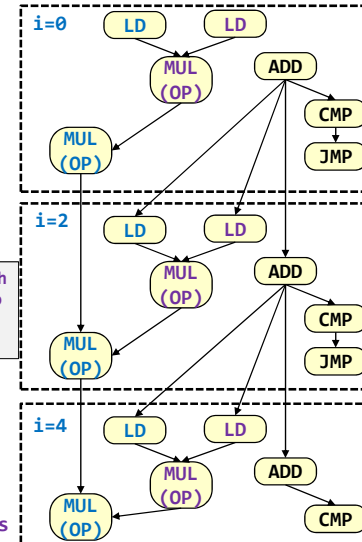 i=0
LD LD
MUL
(OP)
ADD
CMP
JMP
MUL
(OP)
i=2
LD LD
MUL
(OP)
ADD
CMP
JMP
MUL
(OP)
i=4
LD LD
MUL
(OP)
ADD
CMP
MUL
(OP)
h
s